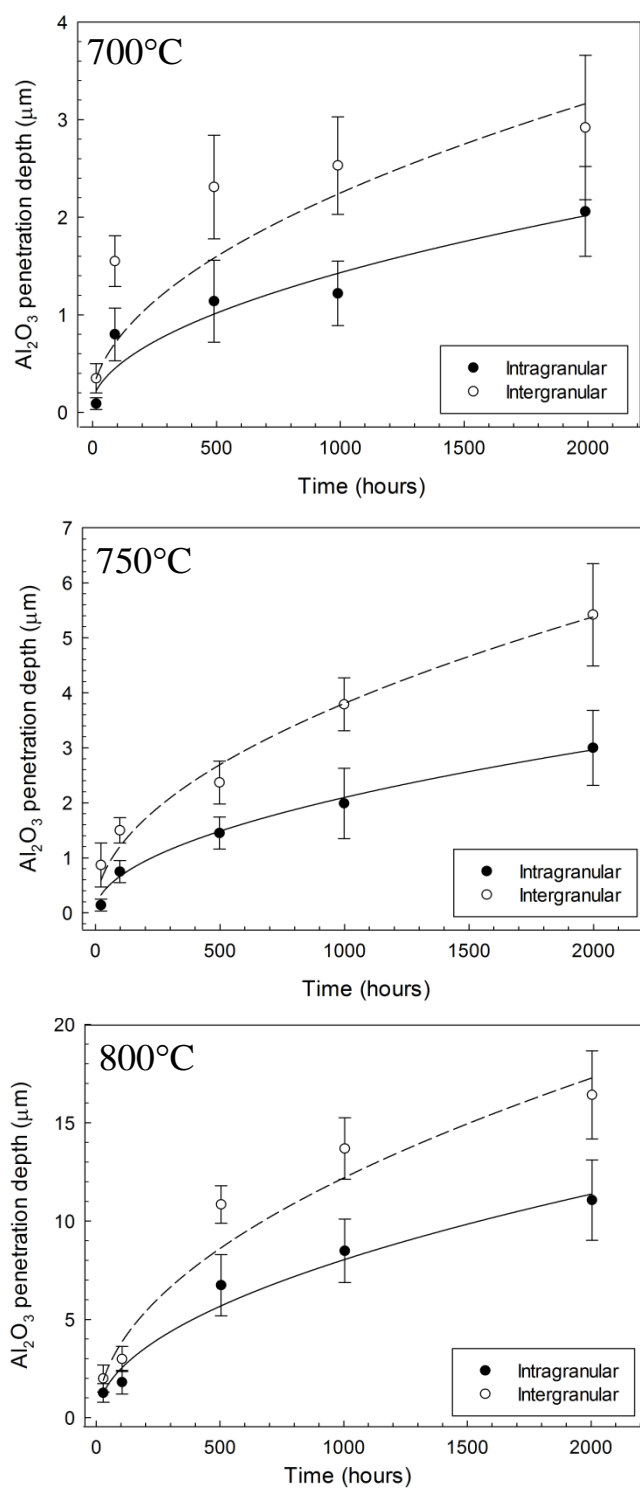 700°C
4
3
2
1
0
Al₂O₃ penetration depth (μm)
Intragranular
Intergranular
0 500 1000 1500 2000
Time (hours)
750°C
7
6
5
4
3
2
1
0
Al₂O₃ penetration depth (μm)
Intragranular
Intergranular
0 500 1000 1500 2000
Time (hours)
800°C
20
15
10
5
0
Al₂O₃ penetration depth (μm)
Intragranular
Intergranular
0 500 1000 1500 2000
Time (hours)